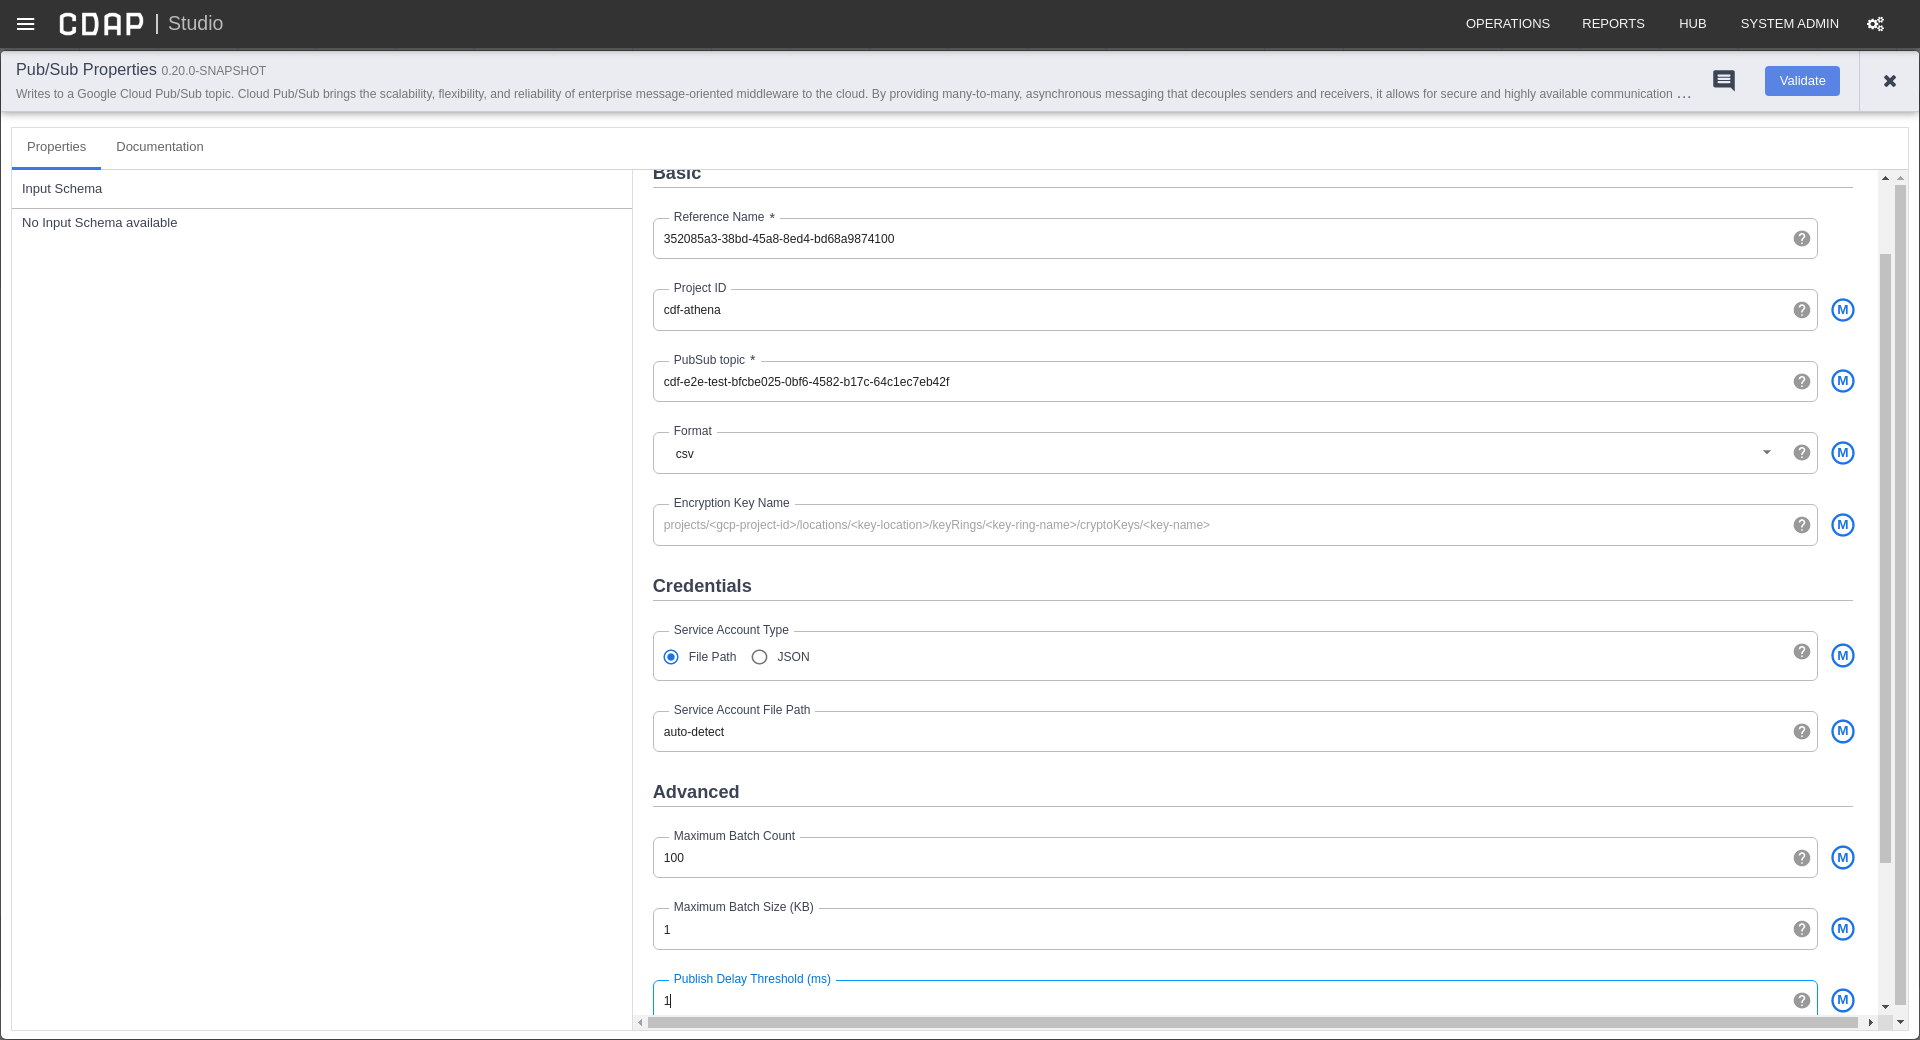 CDAP | Studio
OPERATIONS REPORTS HUB SYSTEM ADMIN
Pub/Sub Properties 0.20.0-SNAPSHOT
Writes to a Google Cloud Pub/Sub topic. Cloud Pub/Sub brings the scalability, flexibility, and reliability of enterprise message-oriented middleware to the cloud. By providing many-to-many, asynchronous messaging that decouples senders and receivers, it allows for secure and highly available communication ...
Validate
Properties Documentation
Input Schema
No Input Schema available
Basic
Reference Name *
352085a3-38bd-45a8-8ed4-bd68a9874100
Project ID
cdf-athena
M
PubSub topic *
cdf-e2e-test-bfcbe025-0bf6-4582-b17c-64c1ec7eb42f
M
Format
csv
M
Encryption Key Name
projects/<gcp-project-id>/locations/<key-location>/keyRings/<key-ring-name>/cryptoKeys/<key-name>
M
Credentials
Service Account Type
File Path JSON
M
Service Account File Path
auto-detect
M
Advanced
Maximum Batch Count
100
M
Maximum Batch Size (KB)
1
M
Publish Delay Threshold (ms)
1
M